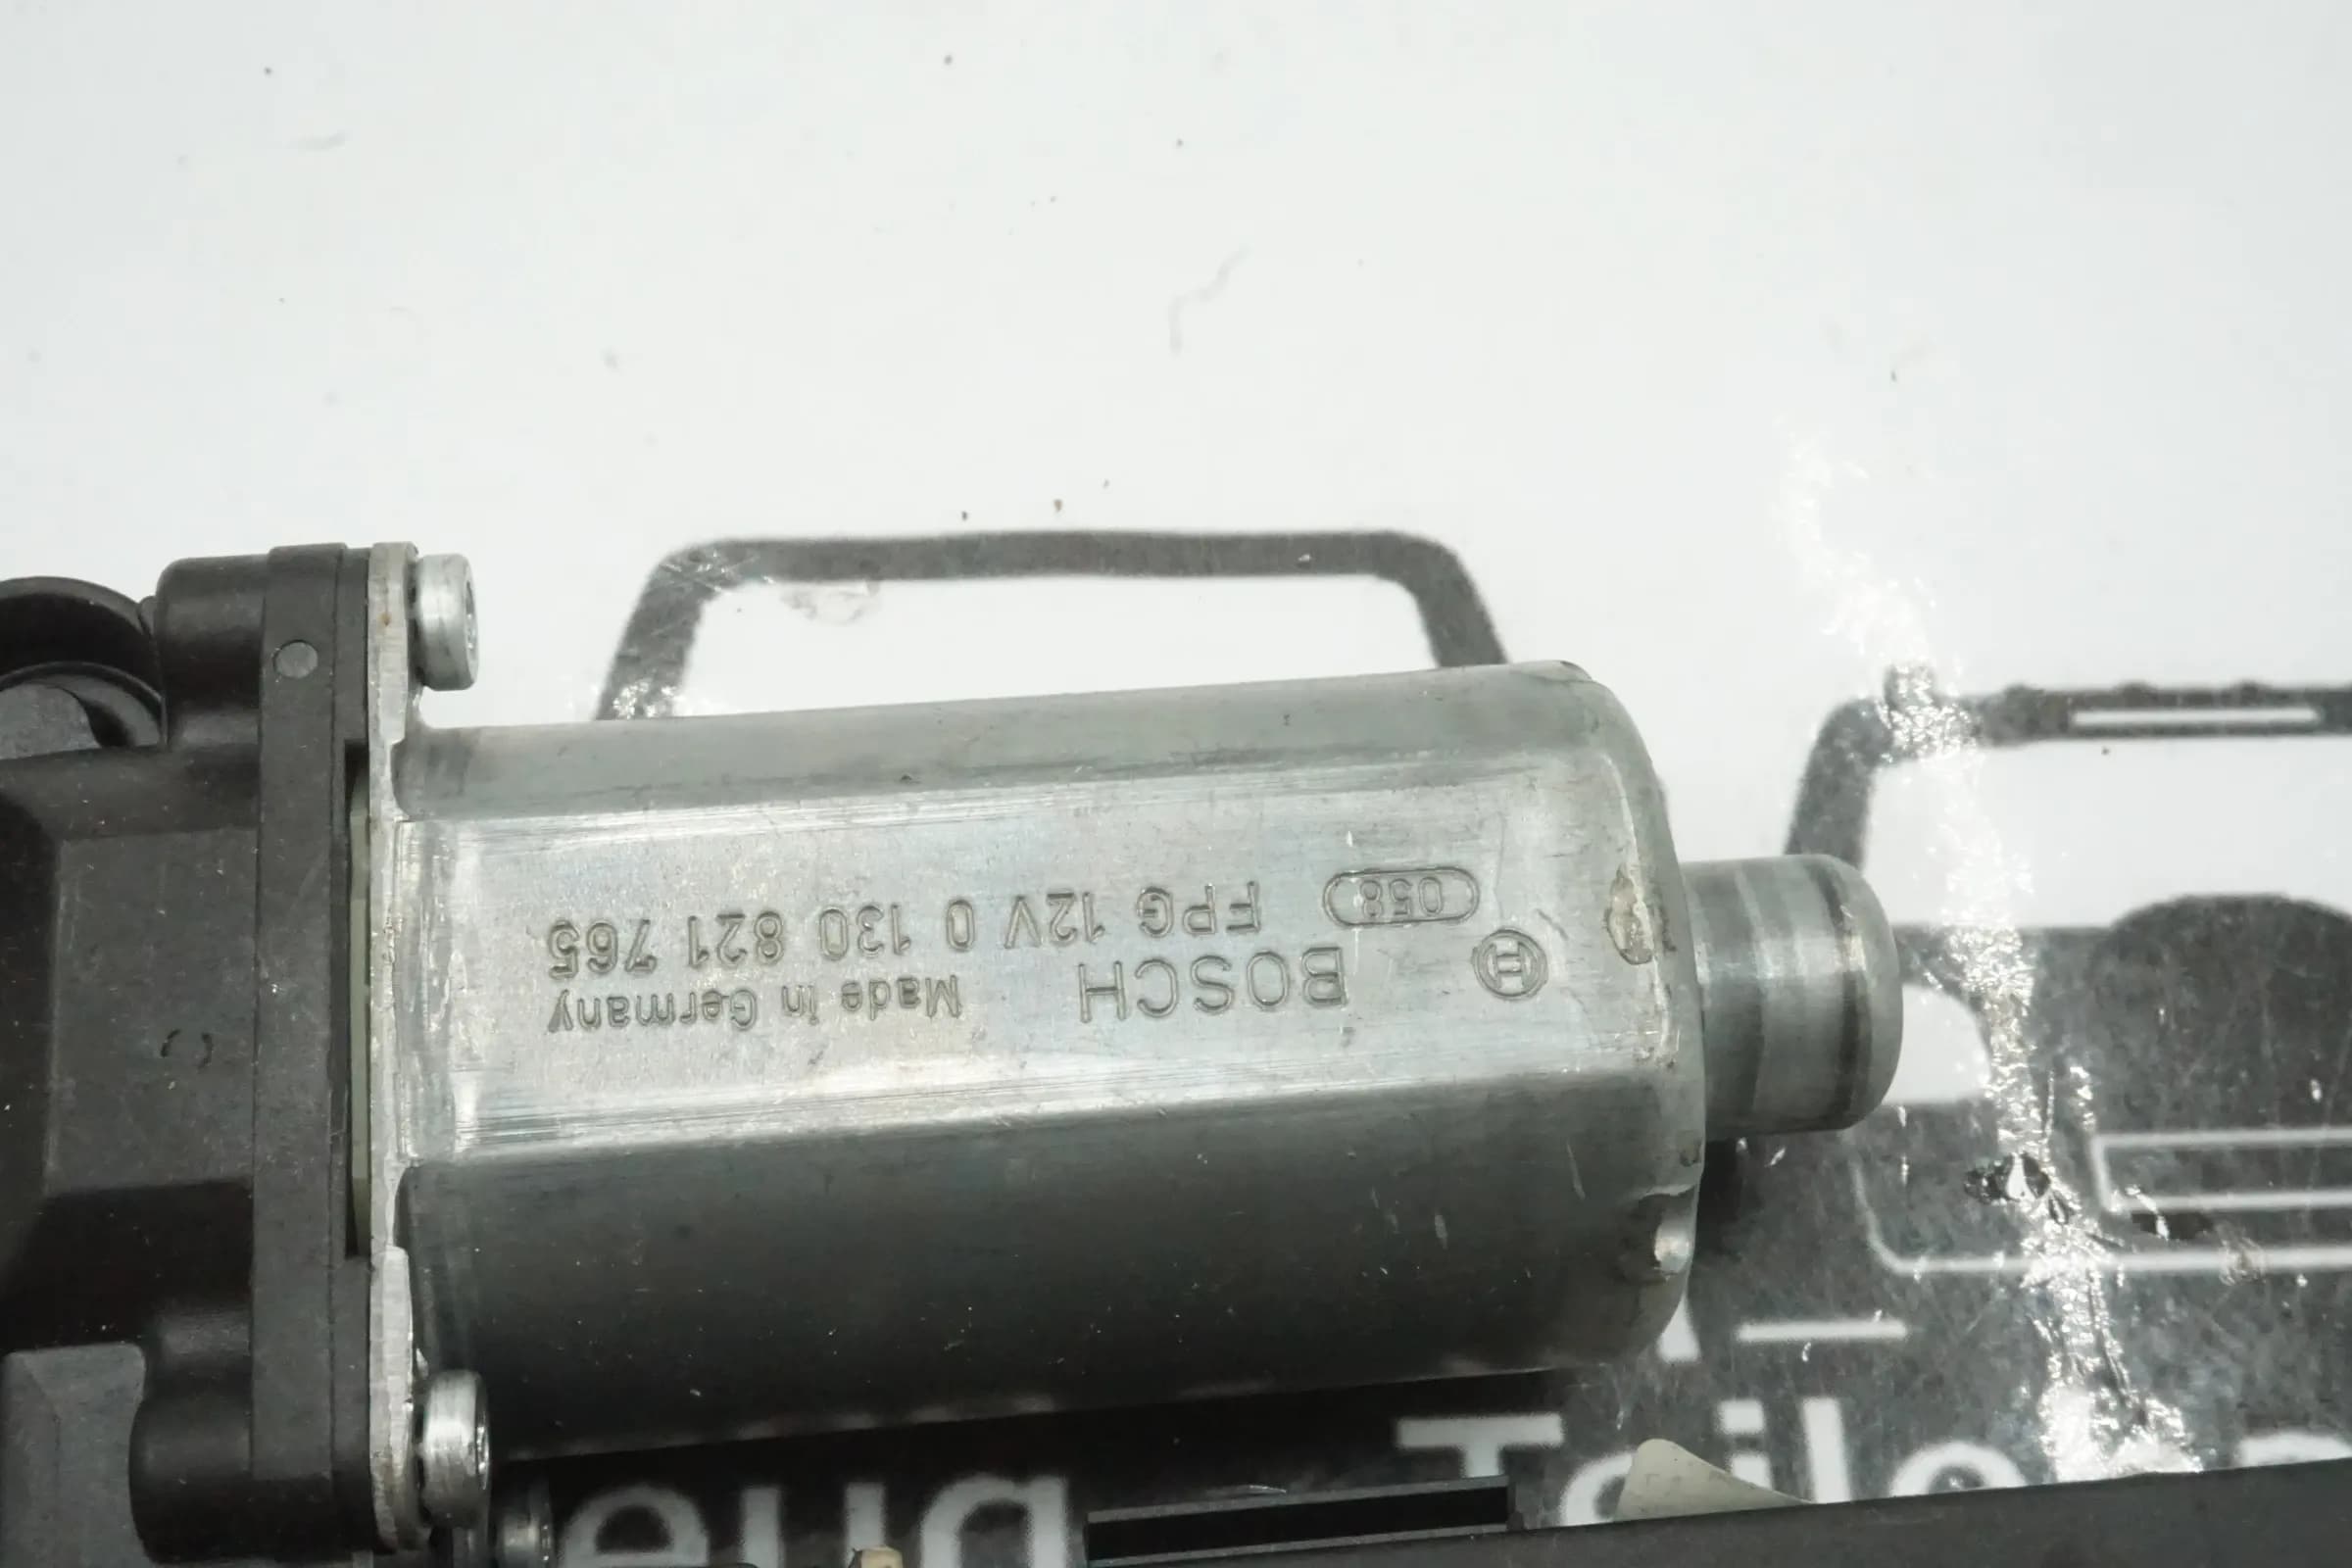 BOSCH Made in Germany
058 FPG 12V 0 130 821 765